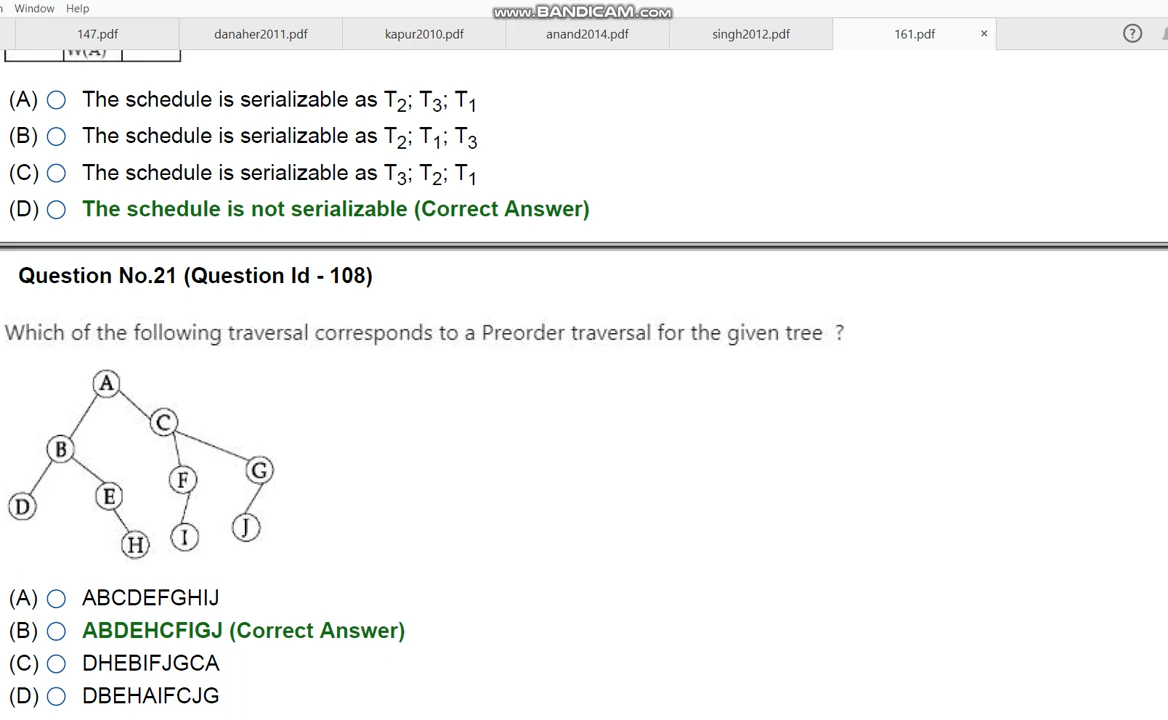 Window Help
www.BANDICAM.com
147.pdf danaher2011.pdf kapur2010.pdf anand2014.pdf singh2012.pdf 161.pdf × ?
W(A)
(A) The schedule is serializable as T2; T3; T1
(B) The schedule is serializable as T2; T1; T3
(C) The schedule is serializable as T3; T2; T1
(D) The schedule is not serializable (Correct Answer)
Question No.21 (Question Id - 108)
Which of the following traversal corresponds to a Preorder traversal for the given tree ?
A
C
B
G
F
E
D
J
I
H
(A) ABCDEFGHIJ
(B) ABDEHCFIGJ (Correct Answer)
(C) DHEBIFJGCA
(D) DBEHAIFCJG